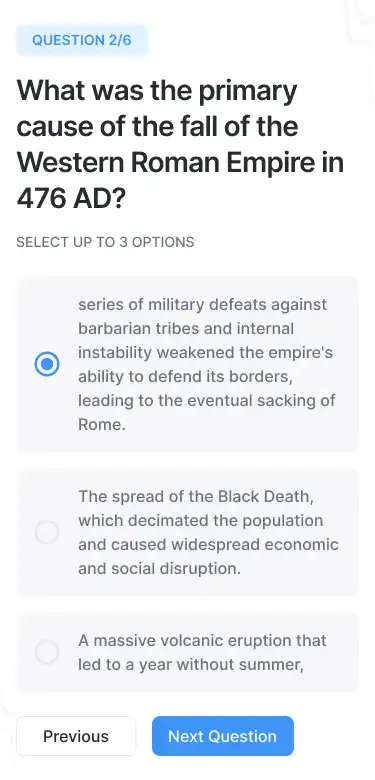 QUESTION 2/6
What was the primary
cause of the fall of the
Western Roman Empire in
476 AD?
SELECT UP TO 3 OPTIONS
series of military defeats against
barbarian tribes and internal
instability weakened the empire's
ability to defend its borders,
leading to the eventual sacking of
Rome.
The spread of the Black Death,
which decimated the population
and caused widespread economic
and social disruption.
A massive volcanic eruption that
led to a year without summer,
Previous
Next Question